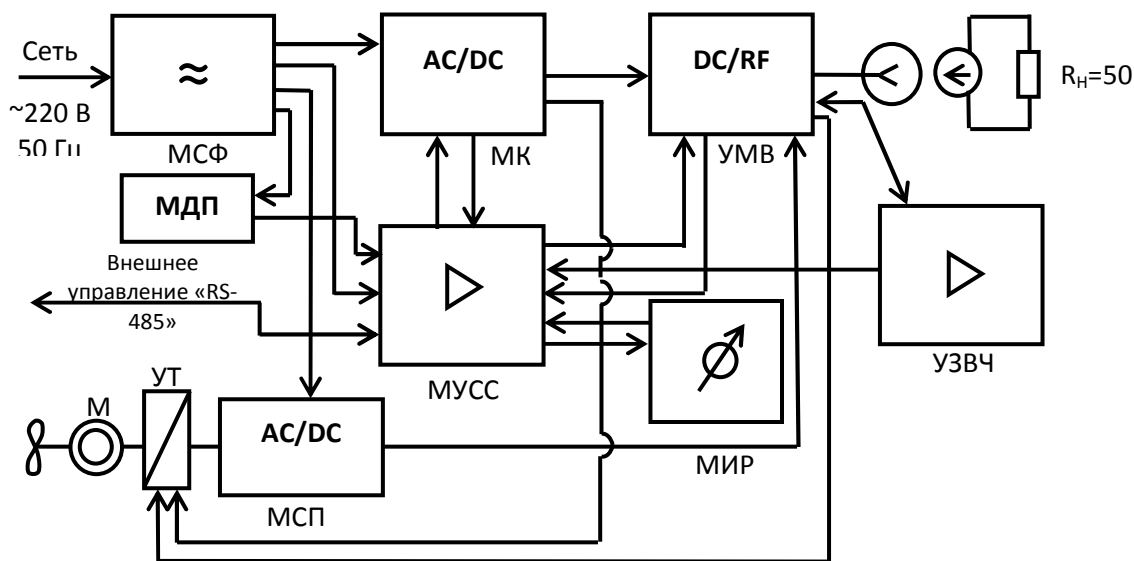 Сеть
~220 В
50 Гц
МСФ
AC/DC
МК
DC/RF
УМВ
RН=50
МДП
Внешнее
управление «RS-
485»
МУСС
МИР
УЗВЧ
УТ
М
AC/DC
МСП